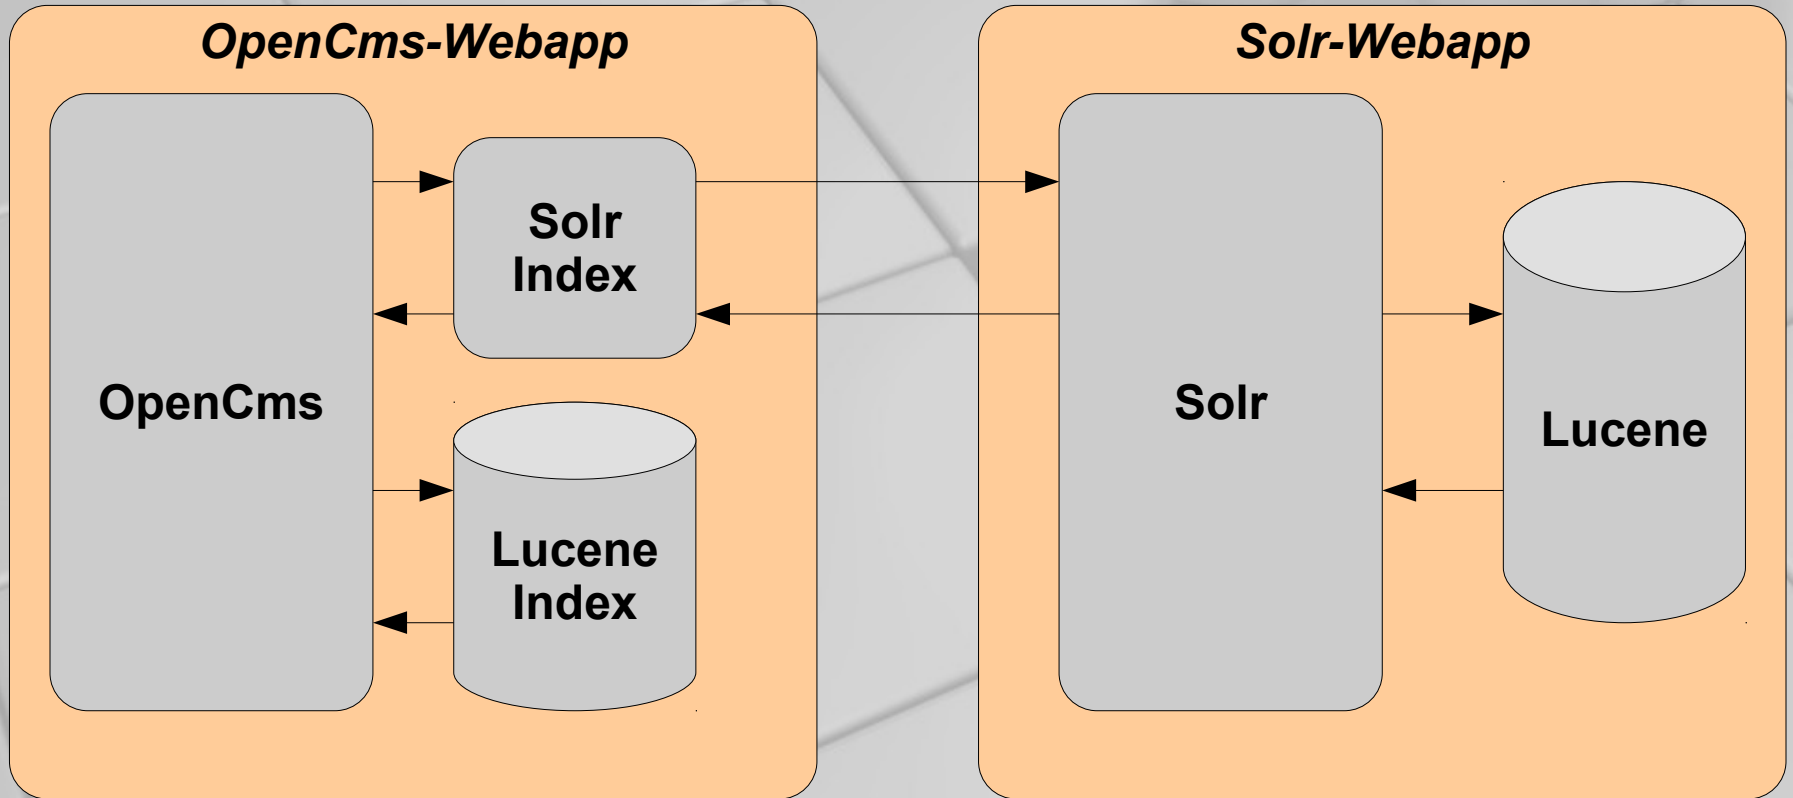 OpenCms-Webapp
OpenCms
Solr
Index
Lucene
Index
Solr-Webapp
Solr
Lucene